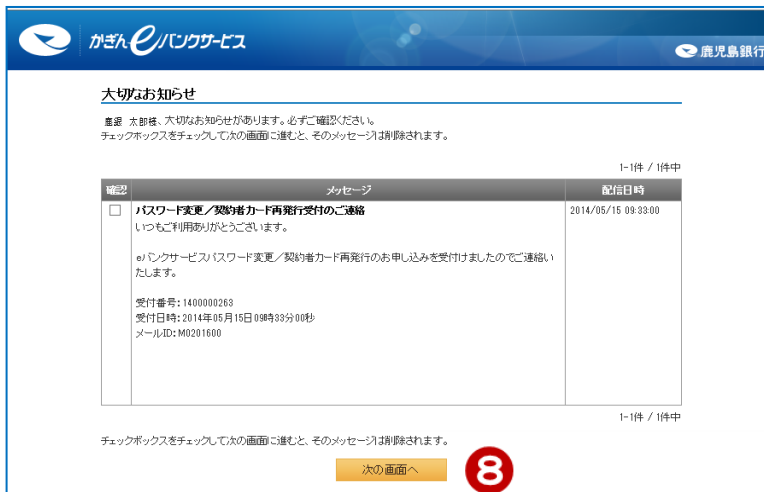 かぎんeバンクサービス
鹿児島銀行
大切なお知らせ
鹿銀 太郎様、大切なお知らせがあります。必ずご確認ください。
チェックボックスをチェックして次の画面に進むと、そのメッセージは削除されます。
1-1件 / 1件中
確認 メッセージ 配信日時
パスワード変更／契約者カード再発行受付のご連絡 2014/05/15 09:33:00
いつもご利用ありがとうございます。
eバンクサービスパスワード変更／契約者カード再発行のお申し込みを受付けましたのでご連絡い
たします。
受付番号：1400000263
受付日時：2014年05月15日09時33分00秒
メールID：M0201600
1-1件 / 1件中
チェックボックスをチェックして次の画面に進むと、そのメッセージは削除されます。
次の画面へ
8